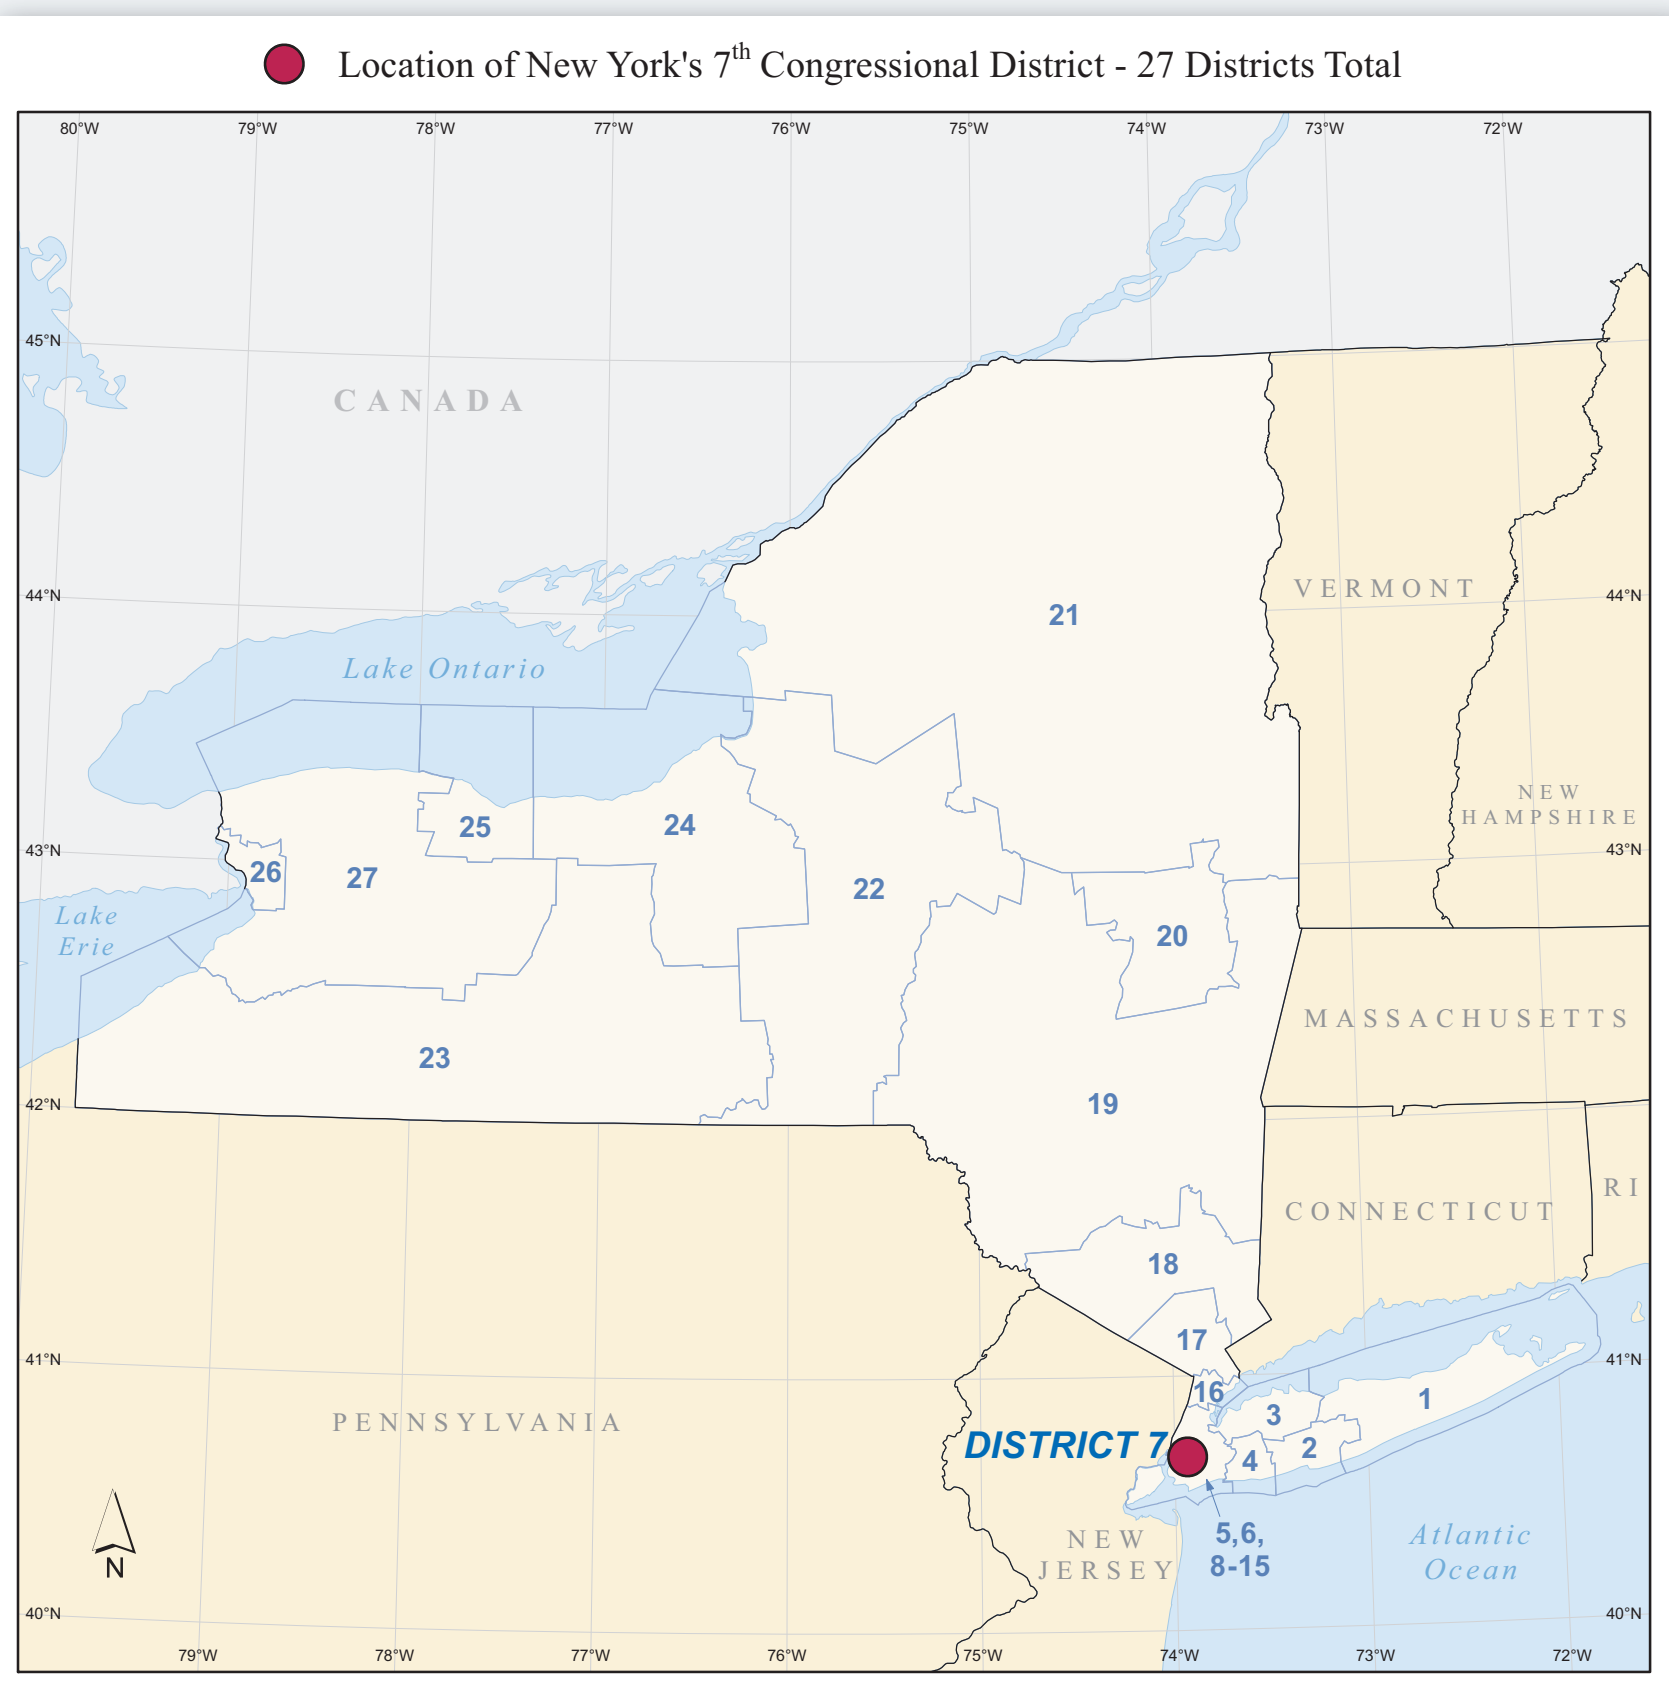 Location of New York's 7th Congressional District - 27 Districts Total
80°W 79°W 78°W 77°W 76°W 75°W 74°W 73°W 72°W
45°N
CANADA
44°N
VERMONT
44°N
21
Lake Ontario
NEW
HAMPSHIRE
25
24
43°N
43°N
26
27
22
Lake
Erie
20
MASSACHUSETTS
23
19
42°N
RI
CONNECTICUT
18
17
41°N
41°N
16
1
3
PENNSYLVANIA
DISTRICT 7
2
4
5,6,
8-15
NEW
JERSEY
Atlantic
Ocean
N
40°N
40°N
79°W 78°W 77°W 76°W 75°W 74°W 73°W 72°W